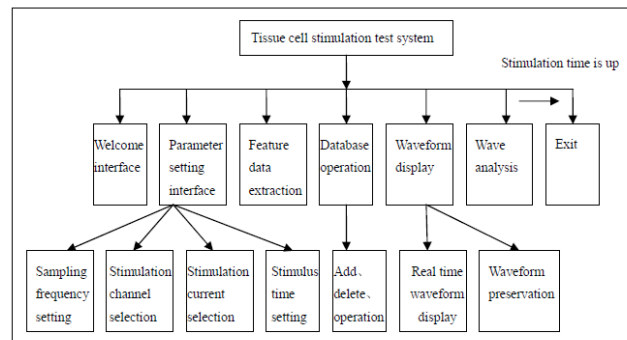 Tissue cell stimulation test system
Stimulation time is up
Welcome
interface
Parameter
setting
interface
Feature
data
extraction
Database
operation
Waveform
display
Wave
analysis
Exit
Sampling
frequency
setting
Stimulation
channel
selection
Stimulation
current
selection
Stimulus
time
setting
Add、
delete、
operation
Real time
waveform
display
Waveform
preservation